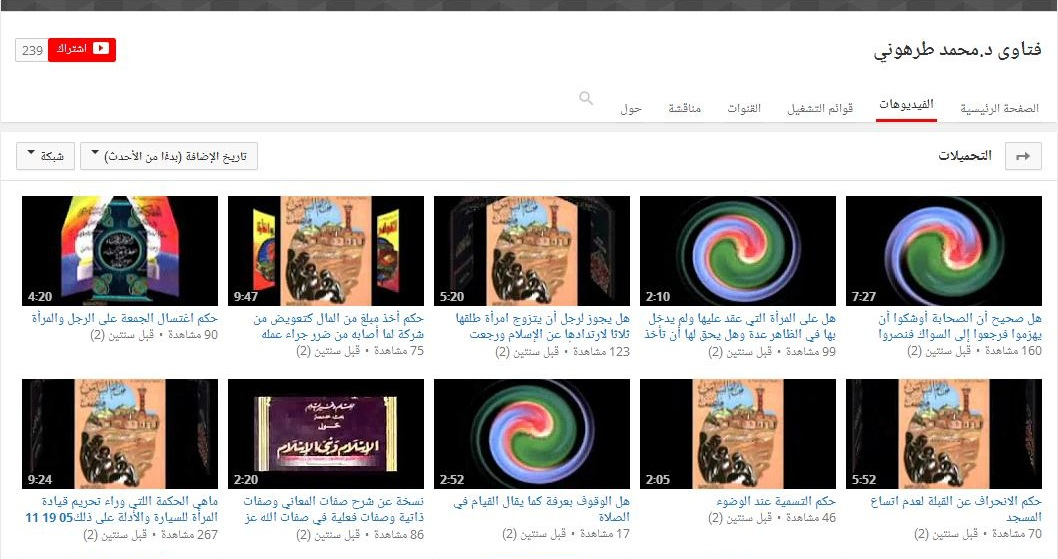 فتاوى د.محمد طرهوني
اشتراك 239
الصفحة الرئيسية الفيديوهات قوائم التشغيل القنوات مناقشة حول
التحميلات
تاريخ الإضافة (بدءًا من الأحدث) شبكة
7:27
هل صحيح أن الصحابة أوشكوا أن
يهزموا فرجعوا إلى السواك فنصروا
160 مشاهدة • قبل سنتين (2)
2:10
هل على المرأة التي عقد عليها ولم يدخل
بها في الظاهر عدة وهل يحق لها أن تأخذ
99 مشاهدة • قبل سنتين (2)
5:20
هل يجوز لرجل أن يتزوج امرأة طلقها
ثلاثا لارتدادها عن الإسلام ورجعت
123 مشاهدة • قبل سنتين (2)
9:47
حكم أخذ مبلغ من المال كتعويض من
شركة لما أصابه من ضرر جراء عمله
75 مشاهدة • قبل سنتين (2)
4:20
حكم اغتسال الجمعة على الرجل والمرأة
90 مشاهدة • قبل سنتين (2)
5:52
حكم الانحراف عن القبلة لعدم اتساع
المسجد
70 مشاهدة • قبل سنتين (2)
2:05
حكم التسمية عند الوضوء
46 مشاهدة • قبل سنتين (2)
2:52
هل الوقوف بعرفة كما يقال القيام في
الصلاة
17 مشاهدة • قبل سنتين (2)
حول
الإسلام ونبي الإسلام
2:20
نسخة عن شرح صفات المعاني وصفات
ذاتية وصفات فعلية في صفات الله عز
86 مشاهدة • قبل سنتين (2)
9:24
ماهي الحكمة اللتي وراء تحريم قيادة
المرأة للسيارة والأدلة على ذلك05 19 11
267 مشاهدة • قبل سنتين (2)